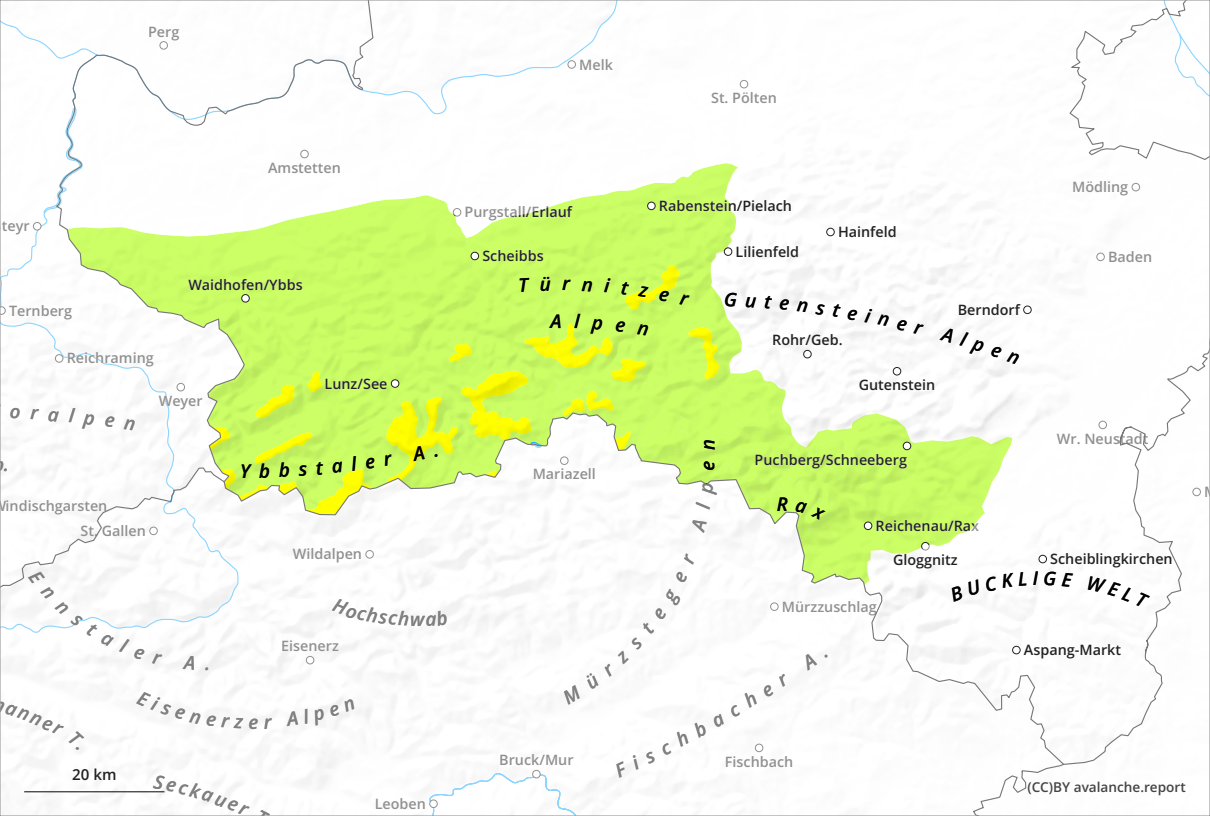 Perg
Melk
St. Pölten
Amstetten
Mödling
Purgstall/Erlauf
Rabenstein/Pielach
Hainfeld
Lilienfeld
Scheibbs
Baden
Waidhofen/Ybbs
Türnitzer
Alpen
Gutensteiner Alpen
Ternberg
Berndorf
Rohr/Geb.
Reichraming
Lunz/See
Gutenstein
Weyer
Wr. Neustadt
Puchberg/Schneeberg
Ybbstaler A.
Mariazell
Rax
St. Gallen
Reichenau/Rax
Wildalpen
Gloggnitz
Scheiblingkirchen
BUCKLIGE WELT
Ennstaler A.
Hochschwab
Mürzsteger Alpen
Mürzzuschlag
Eisenerz
Aspang-Markt
Fischbacher A.
Eisenerzer Alpen
Bruck/Mur
Fischbach
20 km
Seckauer T
Leoben
(CC)BY avalanche.report